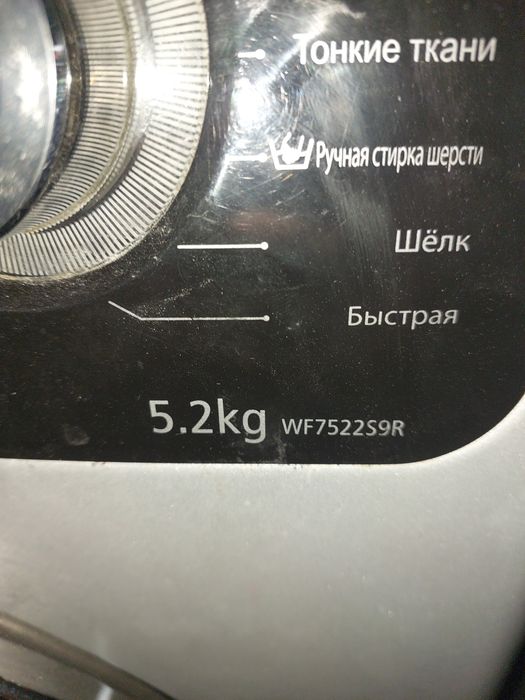 Тонкие ткани
Ручная стирка шерсти
Шёлк
Быстрая
5.2kg WF7522S9R